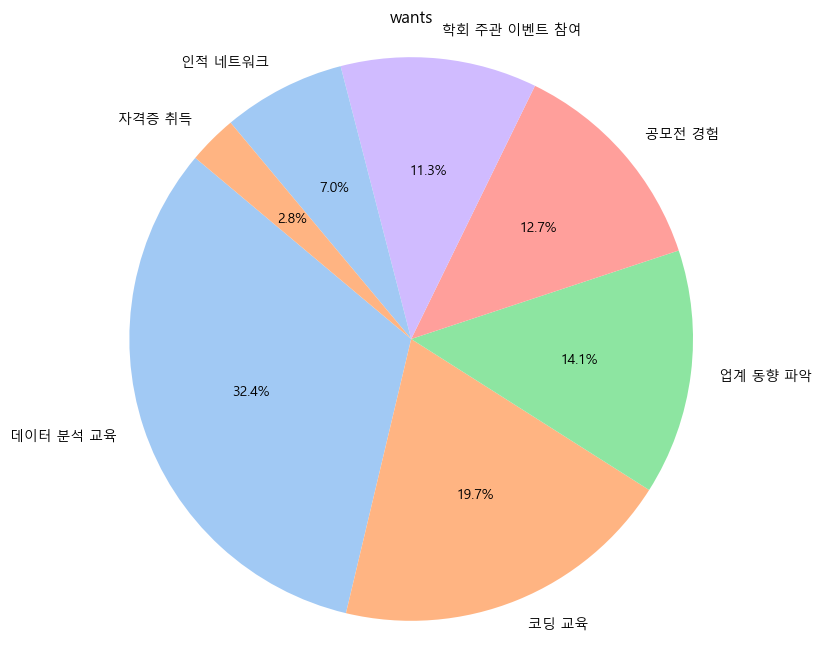 wants
학회 주관 이벤트 참여
인적 네트워크
자격증 취득
공모전 경험
11.3%
7.0%
2.8%
12.7%
14.1%
업계 동향 파악
32.4%
데이터 분석 교육
19.7%
코딩 교육